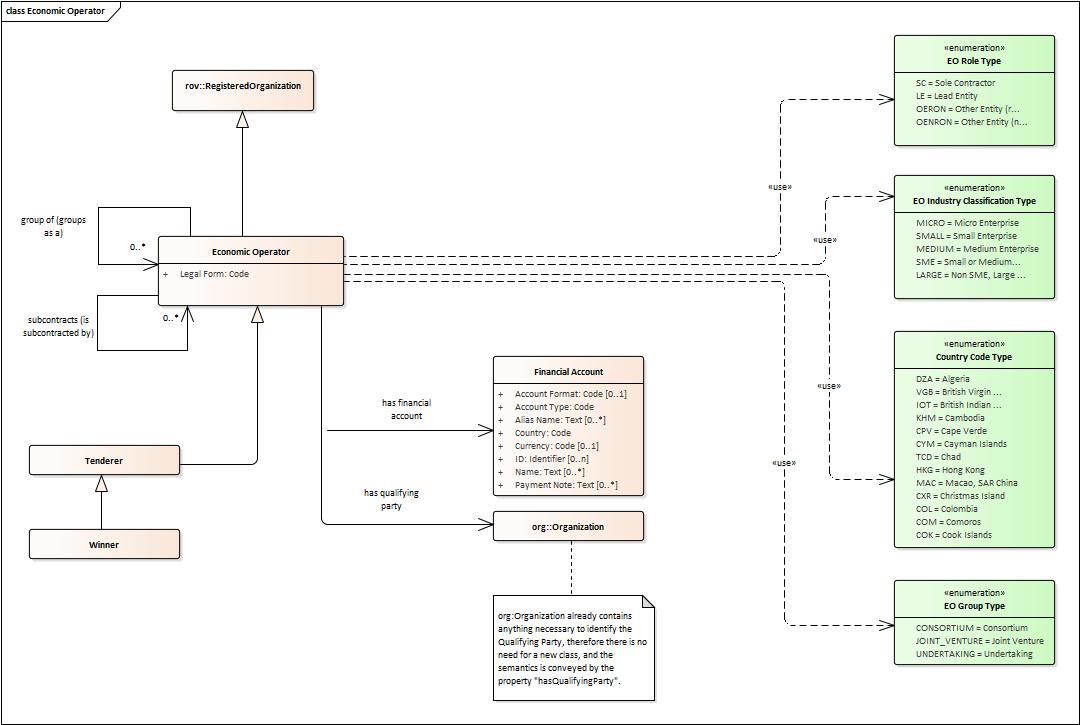 class Economic Operator
rov::RegisteredOrganization
group of (groups
as a)
0..*
Economic Operator
+ Legal Form: Code
subcontracts (is
subcontracted by)
0..*
Tenderer
Winner
has financial
account
Financial Account
+ Account Format: Code [0..1]
+ Account Type: Code
+ Alias Name: Text [0..*]
+ Country: Code
+ Currency: Code [0..1]
+ ID: Identifier [0..n]
+ Name: Text [0..*]
+ Payment Note: Text [0..*]
has qualifying
party
org::Organization
org:Organization already contains
anything necessary to identify the
Qualifying Party, therefore there is no
need for a new class, and the
semantics is conveyed by the
property "hasQualifyingParty".
«use»
«use»
«use»
«use»
«enumeration»
EO Role Type
SC = Sole Contractor
LE = Lead Entity
OERON = Other Entity (r...
OENRON = Other Entity (n...
«enumeration»
EO Industry Classification Type
MICRO = Micro Enterprise
SMALL = Small Enterprise
MEDIUM = Medium Enterprise
SME = Small or Medium...
LARGE = Non SME, Large ...
«enumeration»
Country Code Type
DZA = Algeria
VGB = British Virgin ...
IOT = British Indian ...
KHM = Cambodia
CPV = Cape Verde
CYM = Cayman Islands
TCD = Chad
HKG = Hong Kong
MAC = Macao, SAR China
CXR = Christmas Island
COL = Colombia
COM = Comoros
COK = Cook Islands
«enumeration»
EO Group Type
CONSORTIUM = Consortium
JOINT_VENTURE = Joint Venture
UNDERTAKING = Undertaking